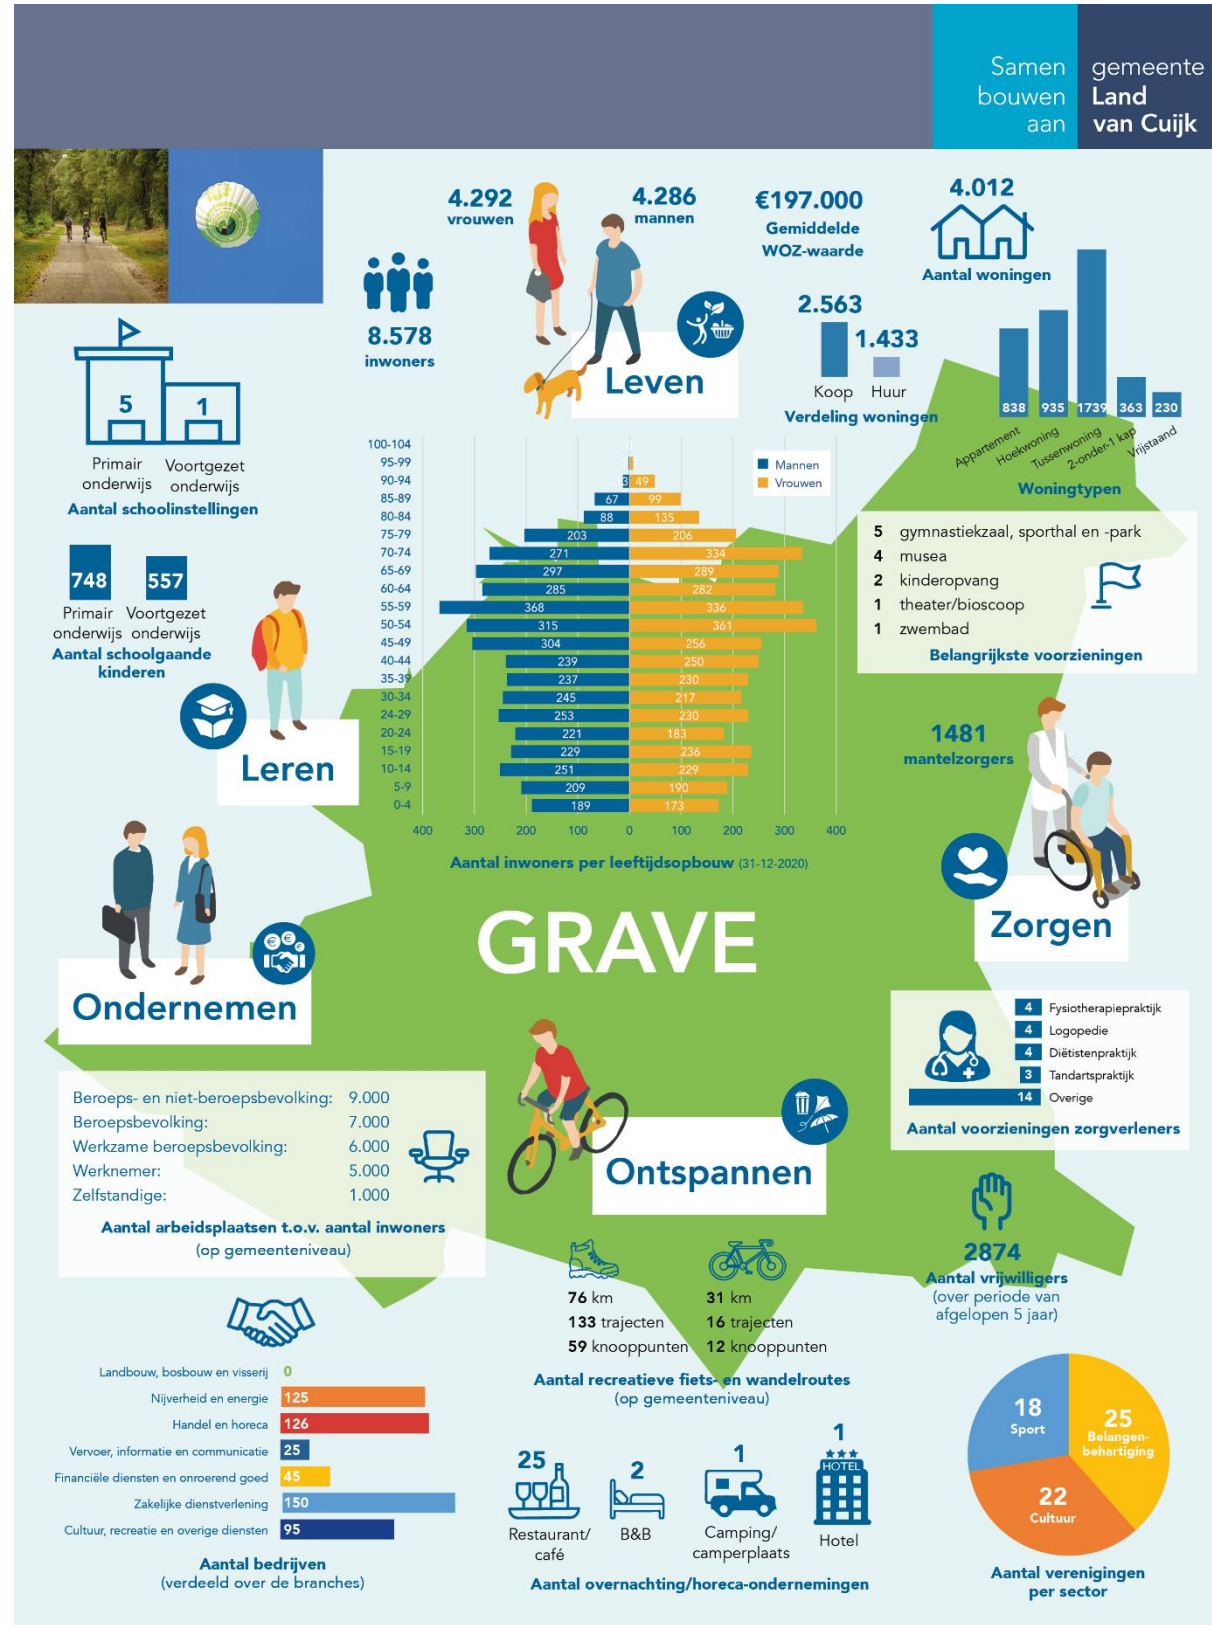 Samen
bouwen
aan
gemeente
Land
van Cuijk
4.292
vrouwen
4.286
mannen
€197.000
Gemiddelde
WOZ-waarde
4.012
Aantal woningen
8.578
inwoners
Leven
2.563
1.433
Koop Huur
Verdeling woningen
838 935 1739 363 230
Appartement
Hoekwoning
Tussenwoning
2-onder-1 kap
Vrijstaand
Woningtypen
5 1
Primair
onderwijs
Voortgezet
onderwijs
Aantal schoolinstellingen
748 557
Primair
onderwijs
Voortgezet
onderwijs
Aantal schoolgaande
kinderen
Leren
Mannen
Vrouwen
100-104
95-99
90-94 49
85-89 67 99
80-84 88 135
75-79 203 206
70-74 271 334
65-69 297 289
60-64 285 282
55-59 368 336
50-54 315 361
45-49 304 256
40-44 239 250
35-39 237 230
30-34 245 217
24-29 253 230
20-24 221 183
15-19 229 236
10-14 251 229
5-9 209 190
0-4 189 173
400 300 200 100 0 100 200 300 400
Aantal inwoners per leeftijdsopbouw (31-12-2020)
5 gymnastiekzaal, sporthal en -park
4 musea
2 kinderopvang
1 theater/bioscoop
1 zwembad
Belangrijkste voorzieningen
1481
mantelzorgers
Zorgen
GRAVE
Ondernemen
Beroeps- en niet-beroepsbevolking: 9.000
Beroepsbevolking: 7.000
Werkzame beroepsbevolking: 6.000
Werknemer: 5.000
Zelfstandige: 1.000
Aantal arbeidsplaatsen t.o.v. aantal inwoners
(op gemeenteniveau)
Ontspannen
4 Fysiotherapiepraktijk
4 Logopedie
4 Diëtistenpraktijk
3 Tandartspraktijk
14 Overige
Aantal voorzieningen zorgverleners
2874
Aantal vrijwilligers
(over periode van
afgelopen 5 jaar)
76 km
133 trajecten
59 knooppunten
31 km
16 trajecten
12 knooppunten
Aantal recreatieve fiets- en wandelroutes
(op gemeenteniveau)
Landbouw, bosbouw en visserij 0
Nijverheid en energie 125
Handel en horeca 126
Vervoer, informatie en communicatie 25
Financiële diensten en onroerend goed 45
Zakelijke dienstverlening 150
Cultuur, recreatie en overige diensten 95
Aantal bedrijven
(verdeeld over de branches)
25
Restaurant/
café
2
B&B
1
Camping/
camperplaats
1
HOTEL
Hotel
Aantal overnachting/horeca-ondernemingen
18
Sport
25
Belangen-
behartiging
22
Cultuur
Aantal verenigingen
per sector